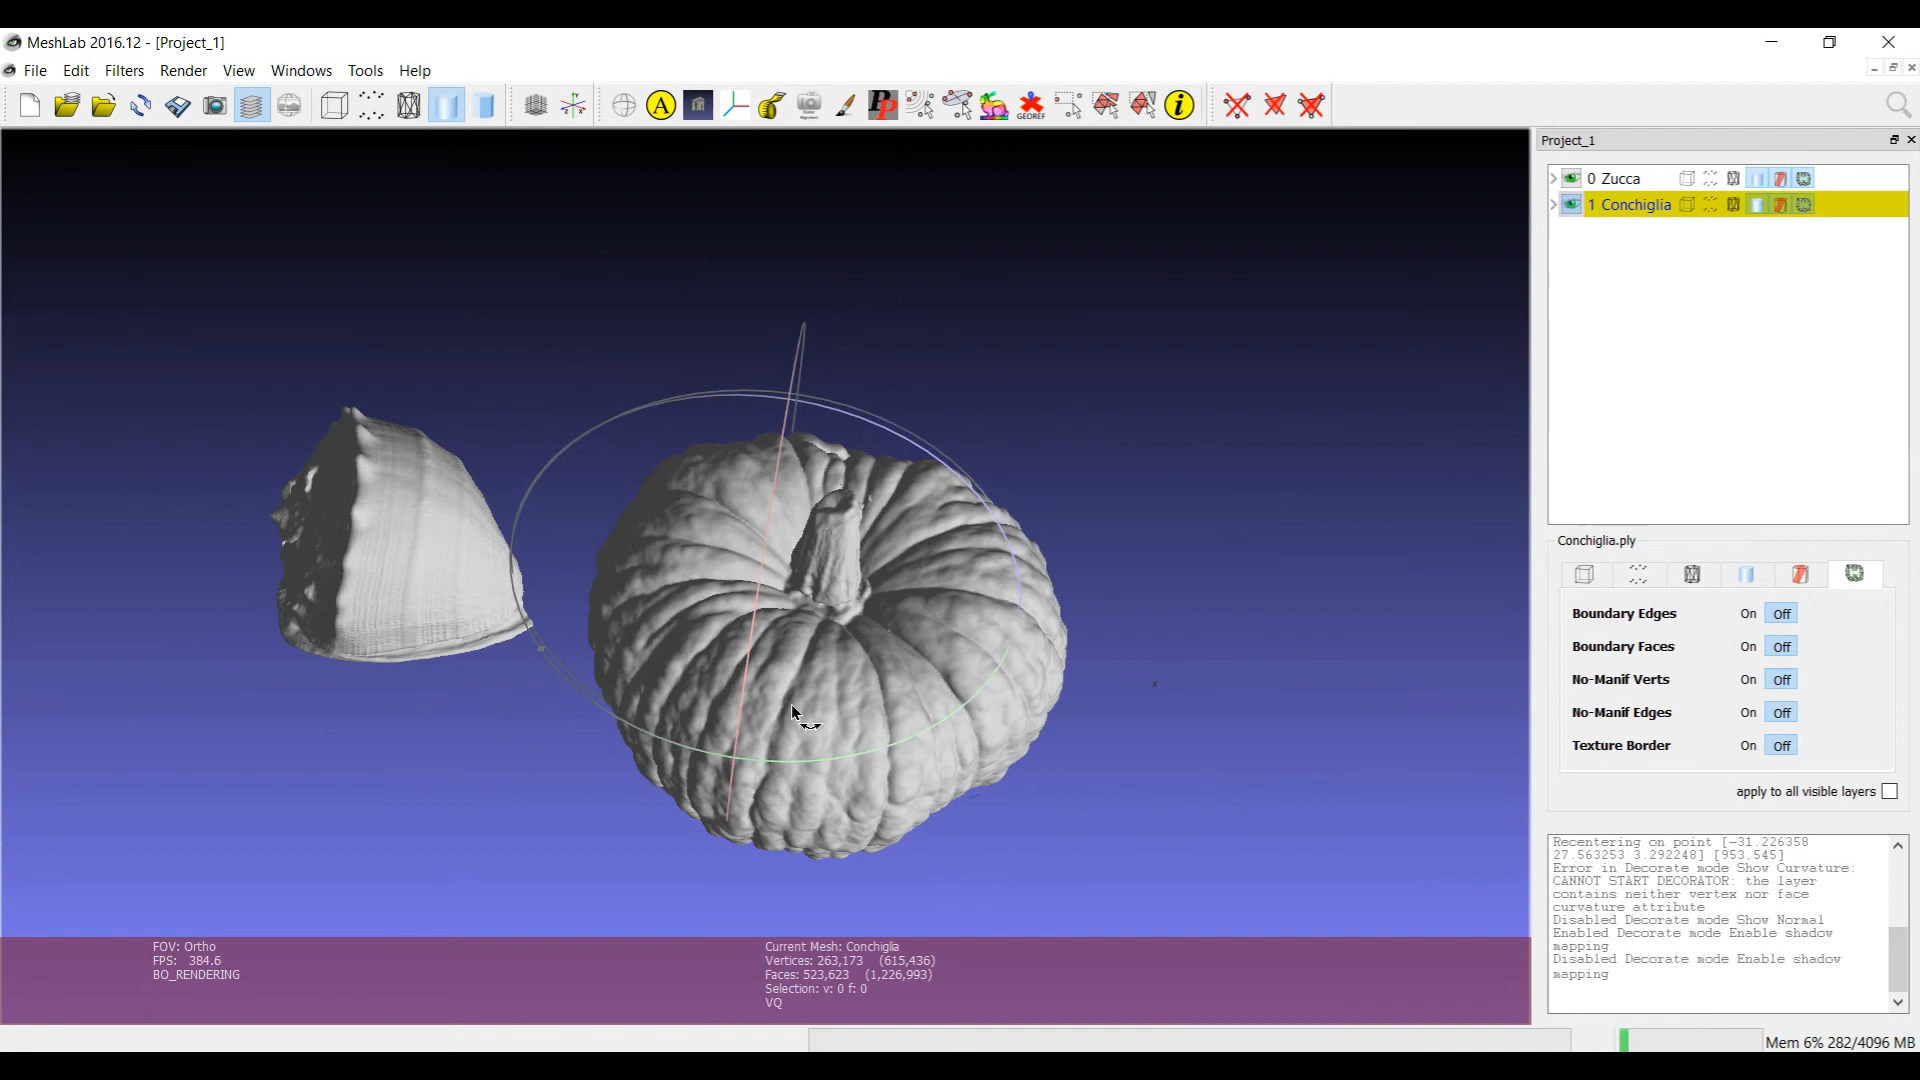 MeshLab 2016.12 - [Project_1]
File Edit Filters Render View Windows Tools Help
A
PP
GEOREF
i
Project_1
0 Zucca
1 Conchiglia
Conchiglia.ply
Boundary Edges On Off
Boundary Faces On Off
No-Manif Verts On Off
No-Manif Edges On Off
Texture Border On Off
apply to all visible layers
Recentering on point [-31.226358
27.563253 3.292248] [953,545]
Error in Decorate mode Show Curvature:
CANNOT START DECORATOR: the layer
contains neither vertex nor face
curvature attribute
Disabled Decorate mode Show Normal
Enabled Decorate mode Enable shadow
mapping
Disabled Decorate mode Enable shadow
mapping
FOV: Ortho
FPS: 384.6
BO_RENDERING
Current Mesh: Conchiglia
Vertices: 263,173 (615,436)
Faces: 523,623 (1,226,993)
Selection: v: 0 f: 0
VQ
Mem 6% 282/4096 MB